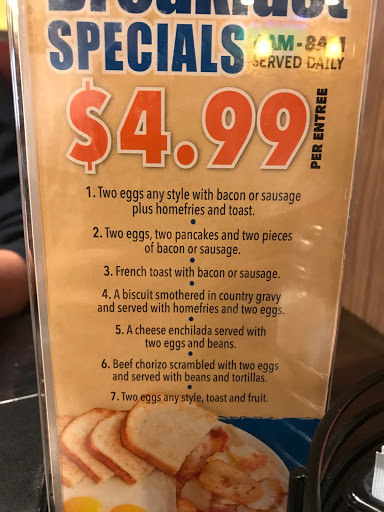 Breakfast
SPECIALS 6AM-8AM
SERVED DAILY
$4.99 PER ENTREE
1. Two eggs any style with bacon or sausage
plus homefries and toast.
2. Two eggs, two pancakes and two pieces
of bacon or sausage.
3. French toast with bacon or sausage.
4. A biscuit smothered in country gravy
and served with homefries and two eggs.
5. A cheese enchilada served with
two eggs and beans.
6. Beef chorizo scrambled with two eggs
and served with beans and tortillas.
7. Two eggs any style, toast and fruit.